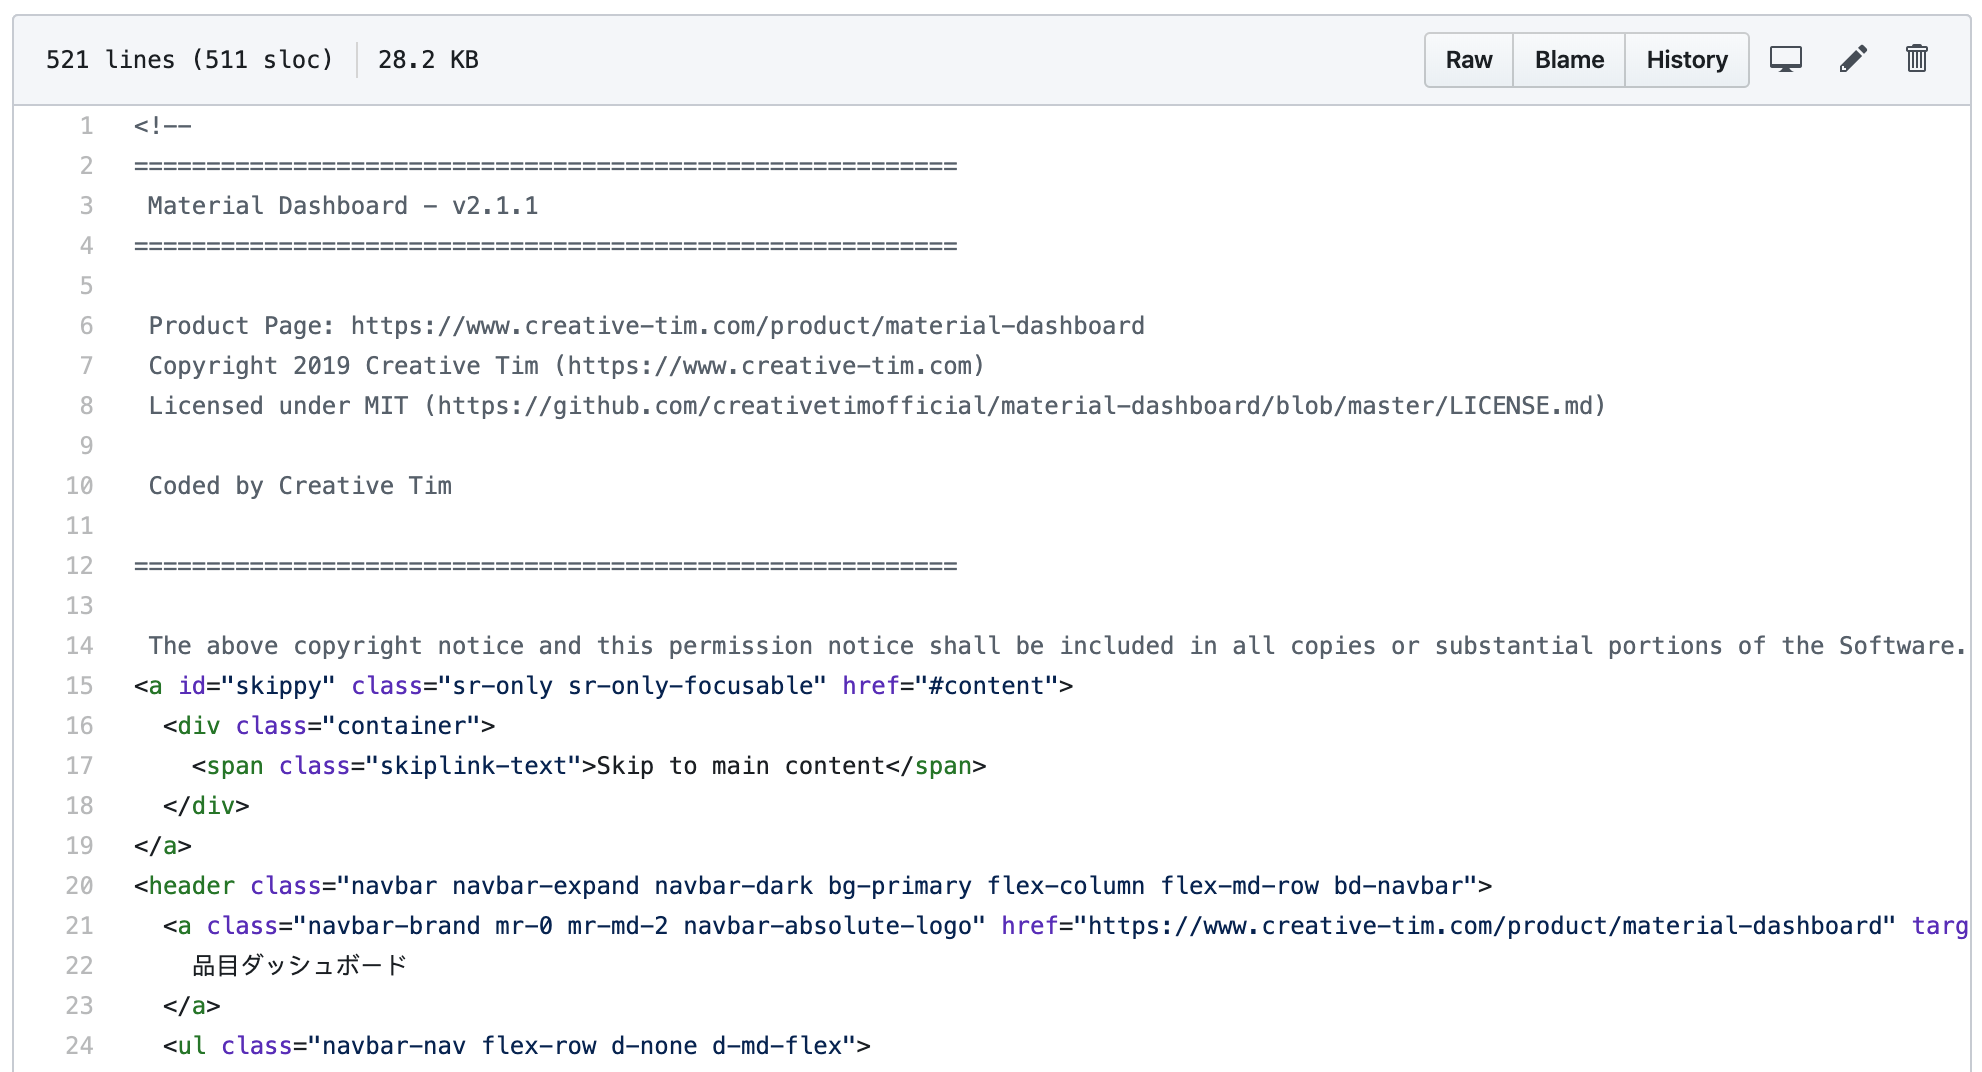 521 lines (511 sloc) 28.2 KB Raw Blame History
1 <!--
2 =========================================================
3 Material Dashboard - v2.1.1
4 =========================================================
5
6 Product Page: https://www.creative-tim.com/product/material-dashboard
7 Copyright 2019 Creative Tim (https://www.creative-tim.com)
8 Licensed under MIT (https://github.com/creativetimofficial/material-dashboard/blob/master/LICENSE.md)
9
10 Coded by Creative Tim
11
12 =========================================================
13
14 The above copyright notice and this permission notice shall be included in all copies or substantial portions of the Software.
15 <a id="skippy" class="sr-only sr-only-focusable" href="#content">
16 <div class="container">
17 <span class="skiplink-text">Skip to main content</span>
18 </div>
19 </a>
20 <header class="navbar navbar-expand navbar-dark bg-primary flex-column flex-md-row bd-navbar">
21 <a class="navbar-brand mr-0 mr-md-2 navbar-absolute-logo" href="https://www.creative-tim.com/product/material-dashboard" targ
22 品目ダッシュボード
23 </a>
24 <ul class="navbar-nav flex-row d-none d-md-flex">